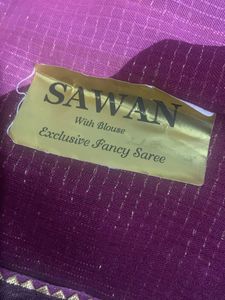 SAWAN
With Blouse
Exclusive Fancy Saree